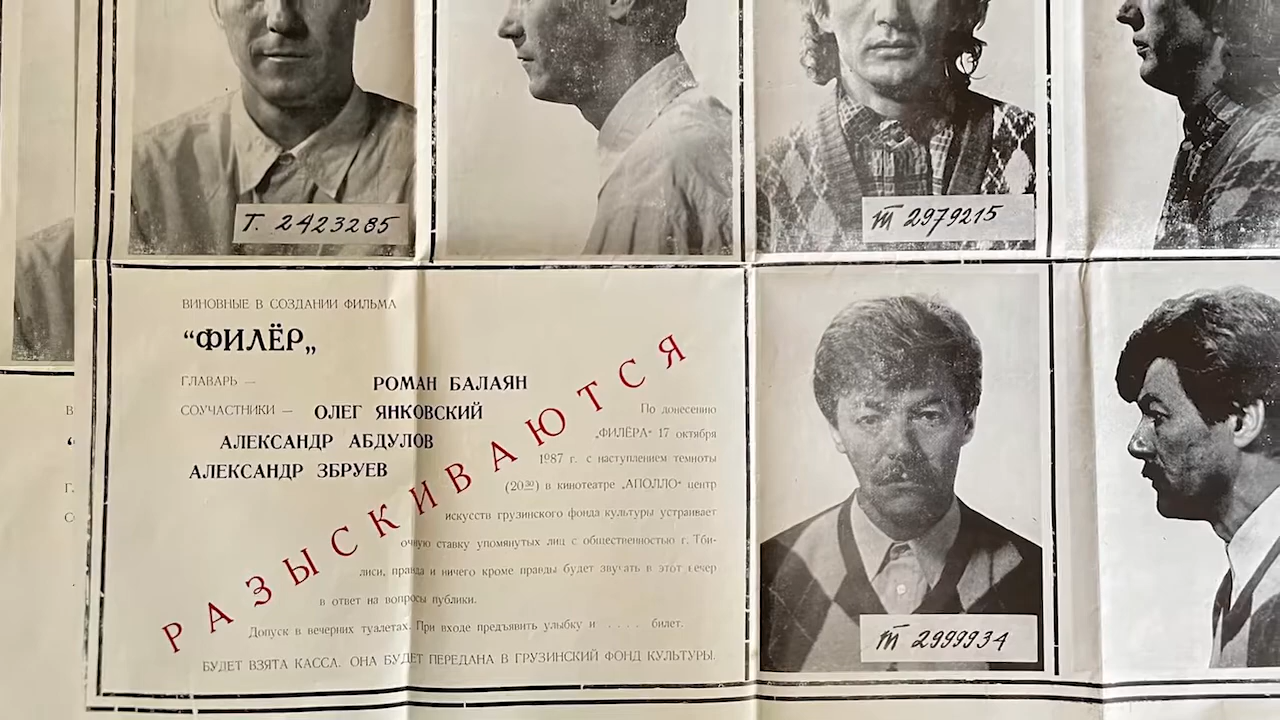 Т. 2423285
т 2979215
ВИНОВНЫЕ В СОЗДАНИИ ФИЛЬМА
“ФИЛЁР„
ГЛАВАРЬ — РОМАН БАЛАЯН
СОУЧАСТНИКИ — ОЛЕГ ЯНКОВСКИЙ
АЛЕКСАНДР АБДУЛОВ
АЛЕКСАНДР ЗБРУЕВ
РАЗЫСКИВАЮТСЯ
По донесению
„ФИЛЁРА“ 17 октября
1987 г. с наступлением темноты
(20³⁰) в кинотеатре „АПОЛЛО“ центр
искусств грузинского фонда культуры устраивает
очную ставку упомянутых лиц с общественностью г. Тби-
лиси, правда и ничего кроме правды будет звучать в этот вечер
в ответ на вопросы публики.
Допуск в вечерних туалетах. При входе предъявить улыбку и .... билет.
БУДЕТ ВЗЯТА КАССА. ОНА БУДЕТ ПЕРЕДАНА В ГРУЗИНСКИЙ ФОНД КУЛЬТУРЫ.
т 2999934
В
“
Г.
С